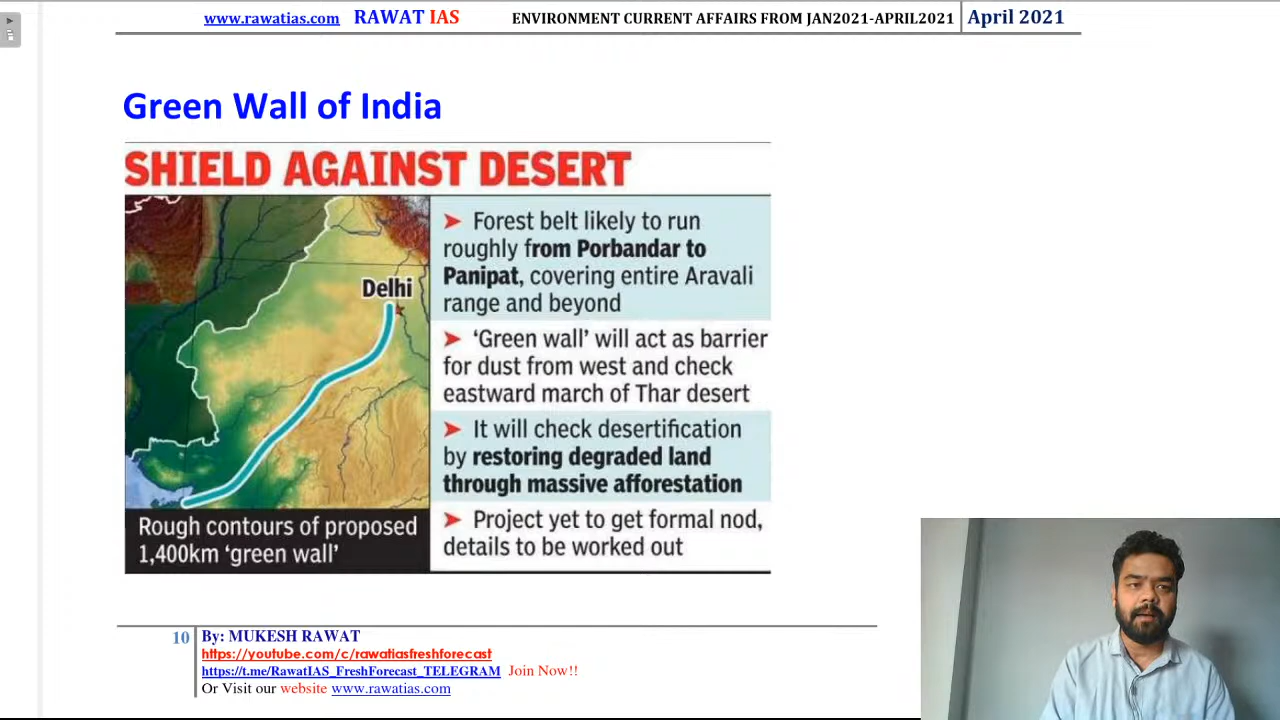 www.rawatias.com RAWAT IAS ENVIRONMENT CURRENT AFFAIRS FROM JAN2021-APRIL2021 April 2021
Green Wall of India
SHIELD AGAINST DESERT
Delhi
Rough contours of proposed
1,400km ‘green wall’
➤ Forest belt likely to run
roughly from Porbandar to
Panipat, covering entire Aravali
range and beyond
➤ ‘Green wall’ will act as barrier
for dust from west and check
eastward march of Thar desert
➤ It will check desertification
by restoring degraded land
through massive afforestation
➤ Project yet to get formal nod,
details to be worked out
10 By: MUKESH RAWAT
https://youtube.com/c/rawatiasfreshforecast
https://t.me/RawatIAS_FreshForecast_TELEGRAM Join Now!!
Or Visit our website www.rawatias.com